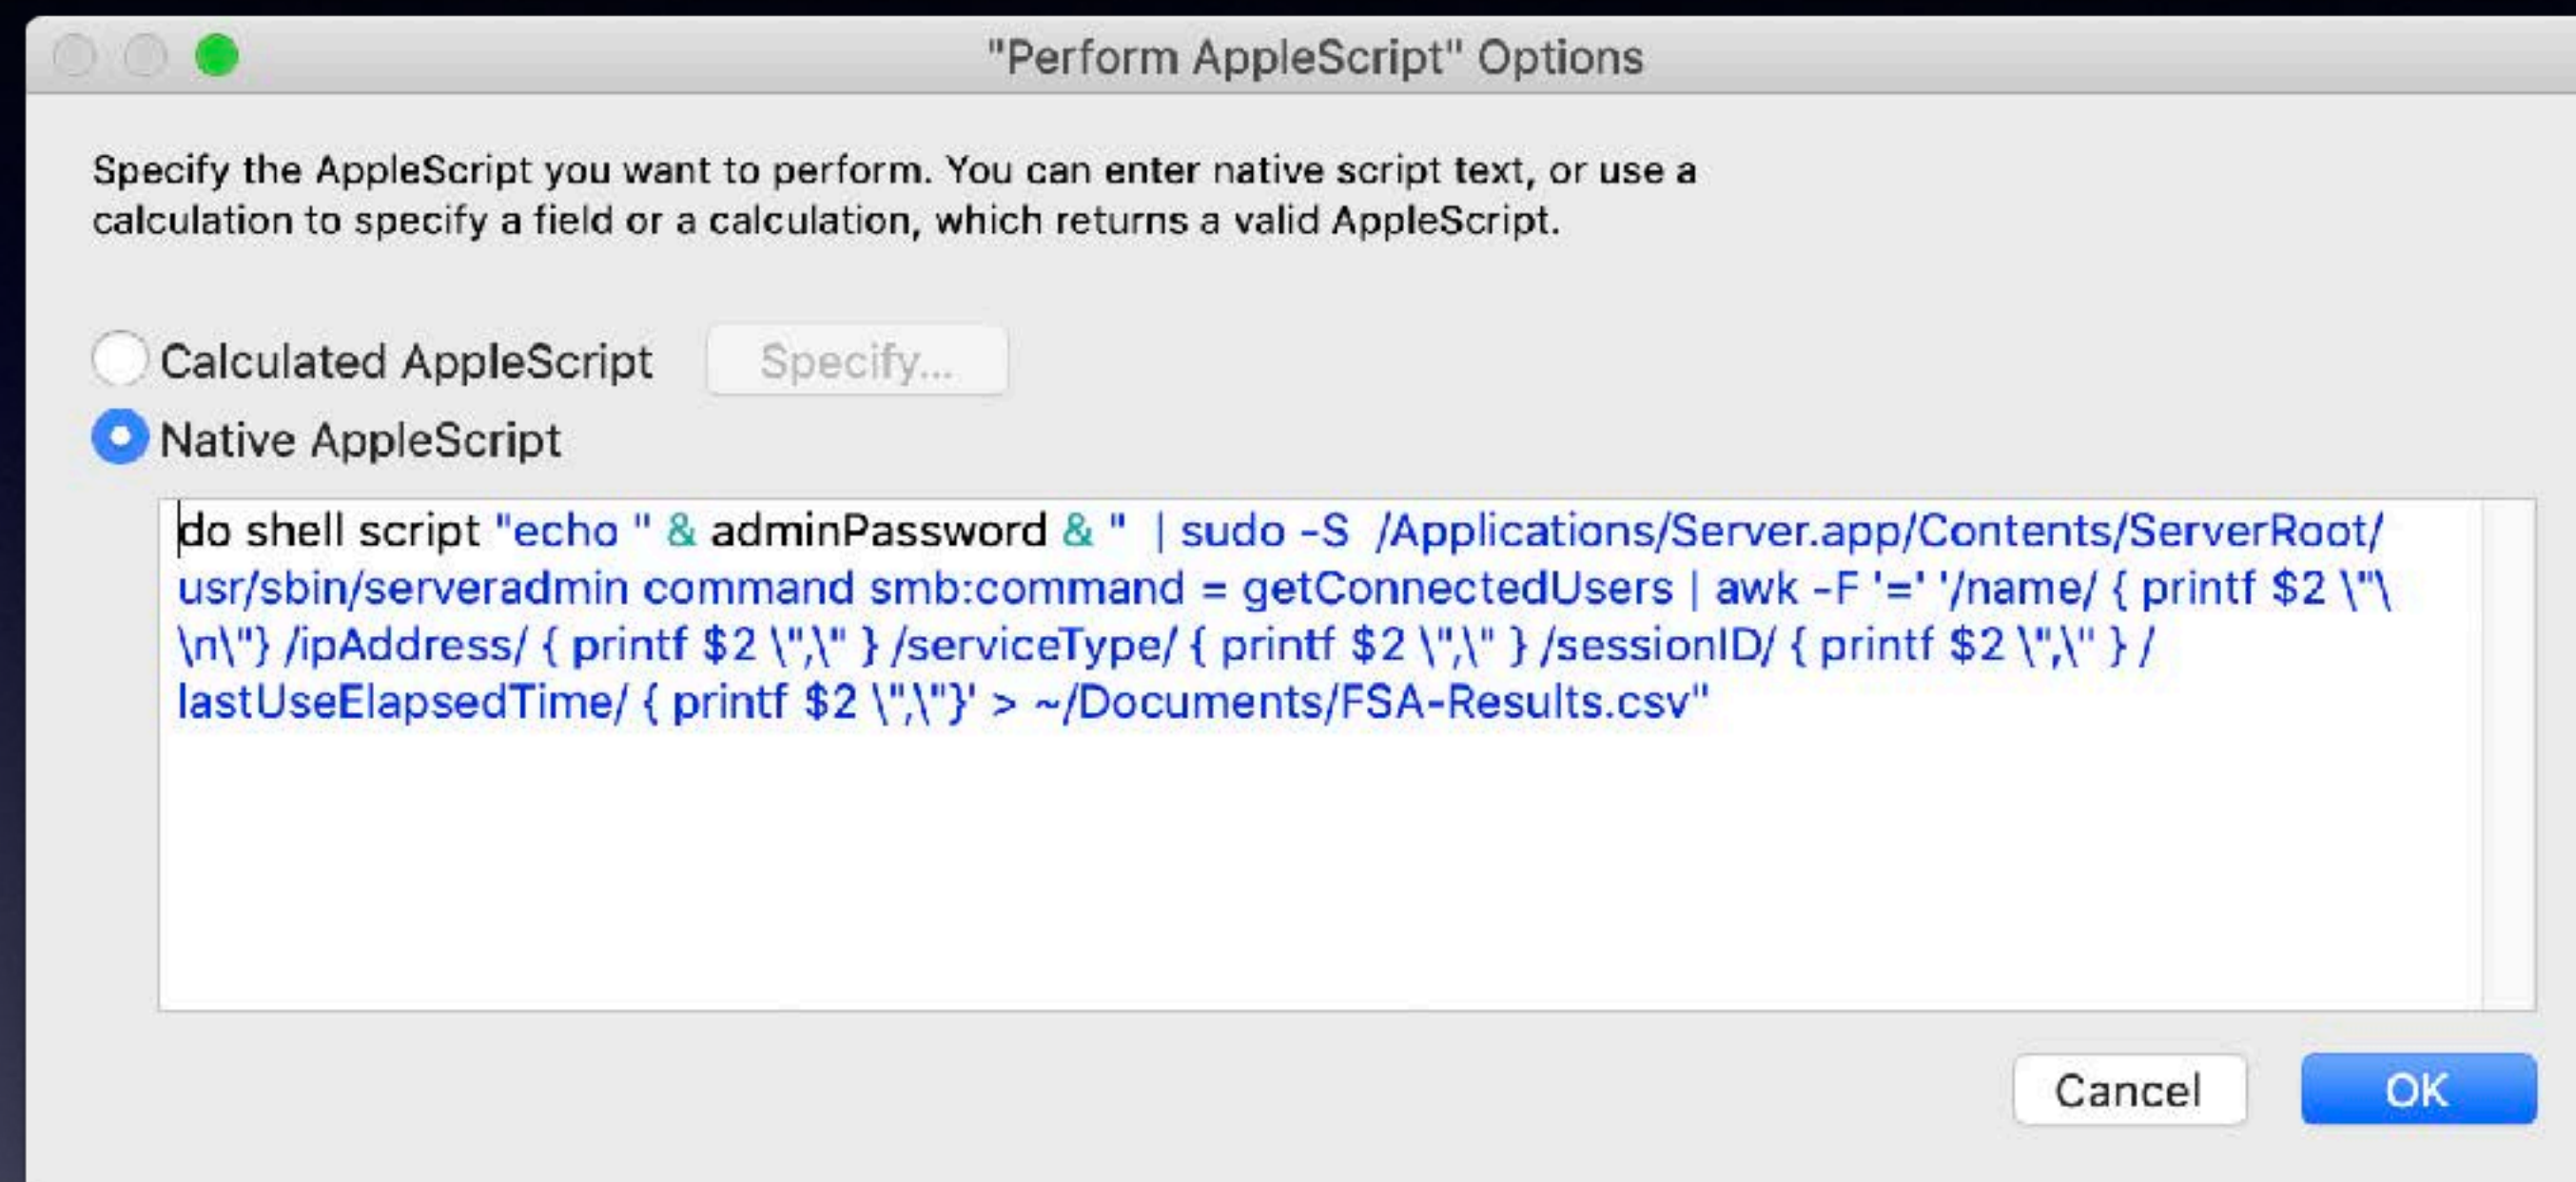 "Perform AppleScript" Options
Specify the AppleScript you want to perform. You can enter native script text, or use a
calculation to specify a field or a calculation, which returns a valid AppleScript.
Calculated AppleScript Specify...
Native AppleScript
do shell script "echo " & adminPassword & "  | sudo -S  /Applications/Server.app/Contents/ServerRoot/
usr/sbin/serveradmin command smb:command = getConnectedUsers | awk -F '=' '/name/ { printf $2 \"\
\n\"} /ipAddress/ { printf $2 \",\" } /serviceType/ { printf $2 \",\" } /sessionID/ { printf $2 \",\" } /
lastUseElapsedTime/ { printf $2 \",\"}' > ~/Documents/FSA-Results.csv"
Cancel OK